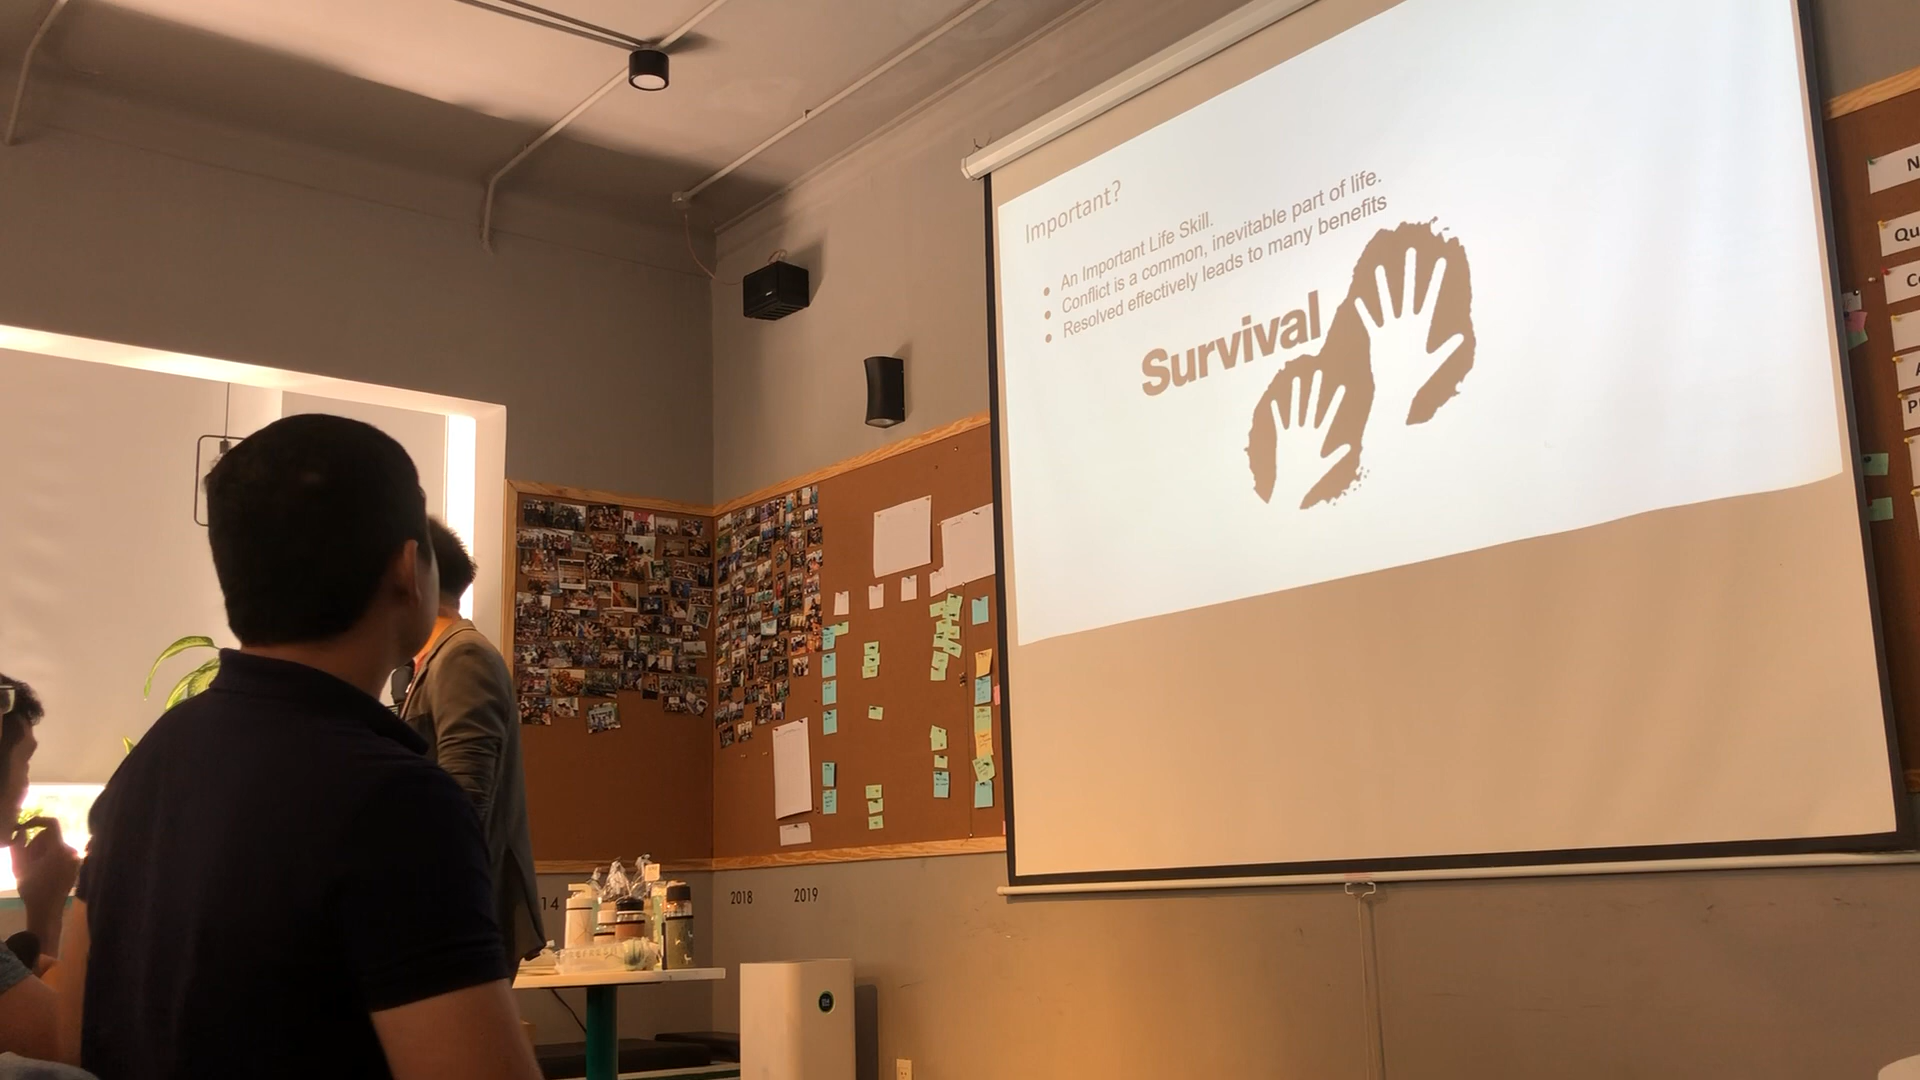 Important?
An Important Life Skill.
Conflict is a common, inevitable part of life.
Resolved effectively leads to many benefits
Survival
14
2018
2019